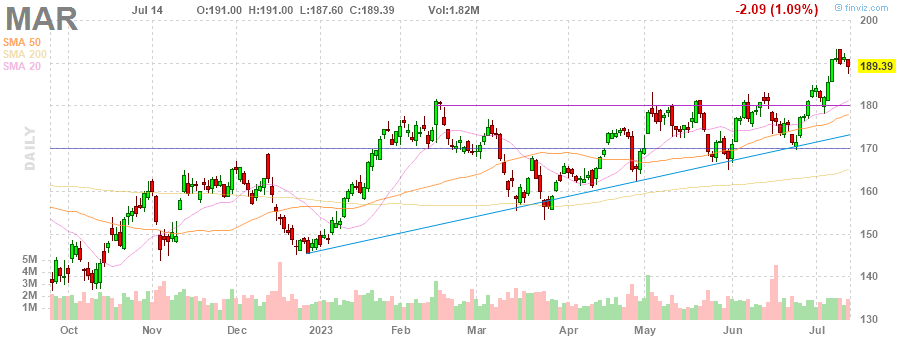 MAR Jul 14 O:191.00 H:191.00 L:187.60 C:189.39 Vol:1.82M -2.09 (1.09%) finviz.com
SMA 50
SMA 200
SMA 20
DAILY
200
189.39
180
170
160
150
140
130
5M
4M
3M
2M
1M
Oct Nov Dec 2023 Feb Mar Apr May Jun Jul